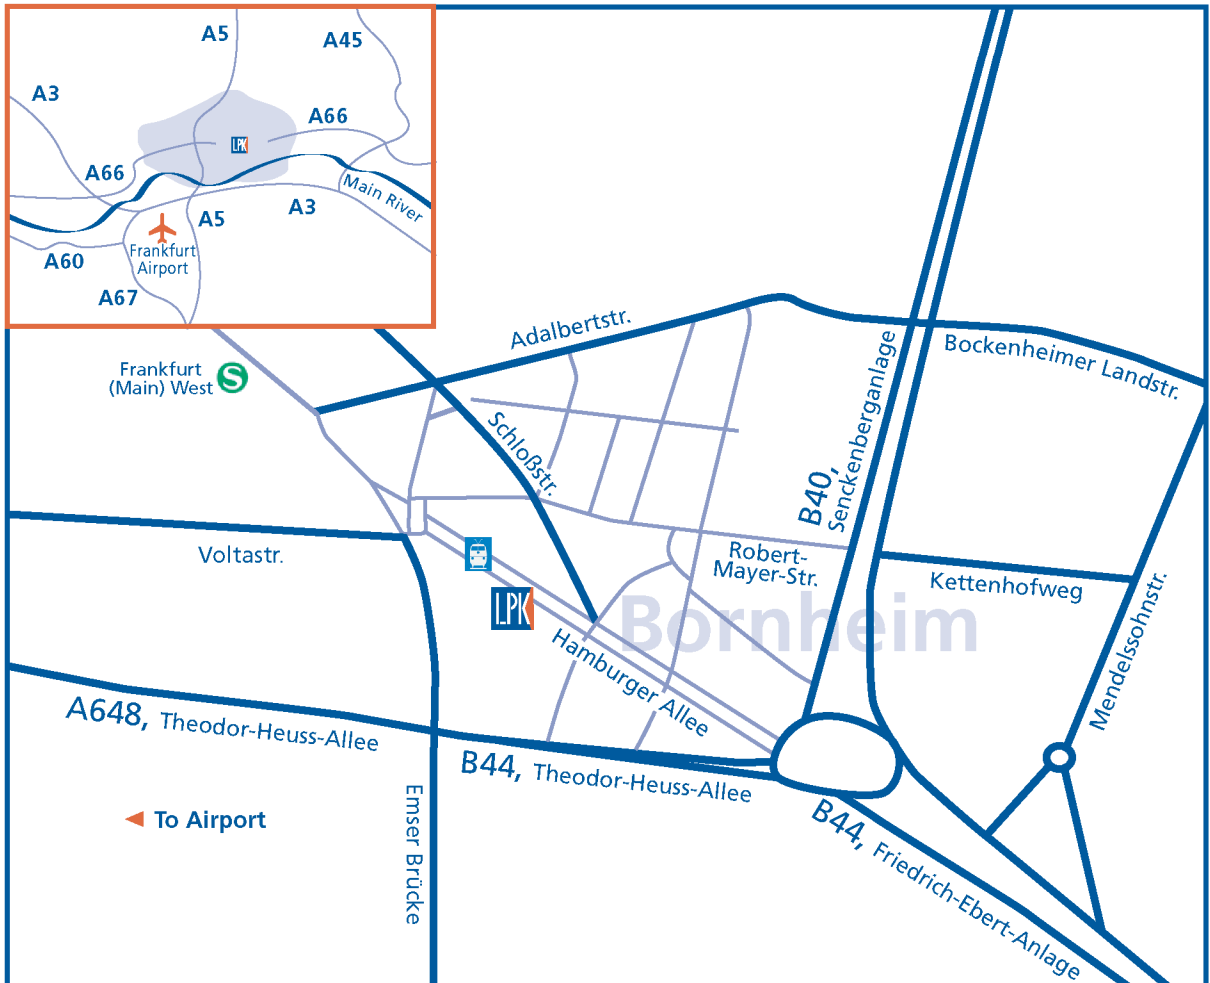 A5
A45
A3
A66
LPK
A66
Main River
A5
A3
Frankfurt
Airport
A60
A67
Adalbertstr.
Bockenheimer Landstr.
Frankfurt
(Main) West
S
Schloßstr.
B40,
Senckenberganlage
Voltastr.
Robert-
Mayer-Str.
Kettenhofweg
LPK
Bornheim
Hamburger Allee
Mendelssohnstr.
A648, Theodor-Heuss-Allee
B44, Theodor-Heuss-Allee
To Airport
Emser Brücke
B44, Friedrich-Ebert-Anlage